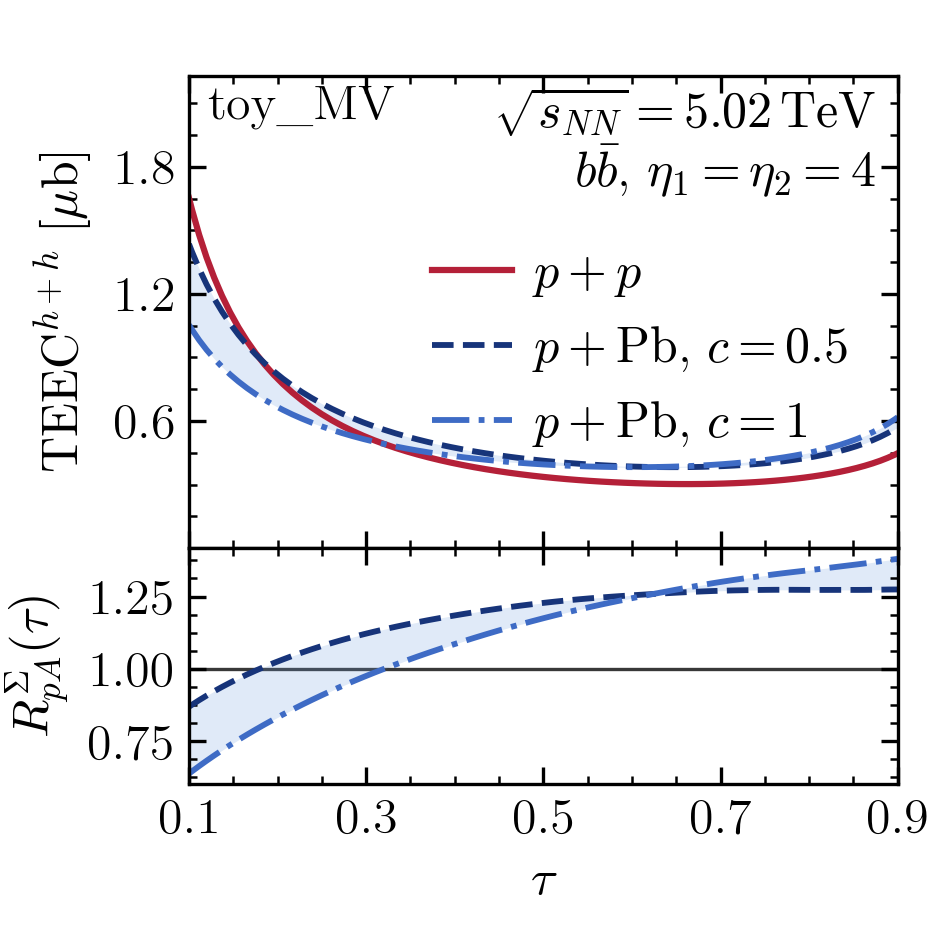 toy_MV
√s_{NN} = 5.02 TeV
bb̄, η₁ = η₂ = 4
TEEC^{h+h} [μb]
1.8
1.2
0.6
p + p
p + Pb, c = 0.5
p + Pb, c = 1
R^Σ_{pA}(τ)
1.25
1.00
0.75
0.1 0.3 0.5 0.7 0.9
τ